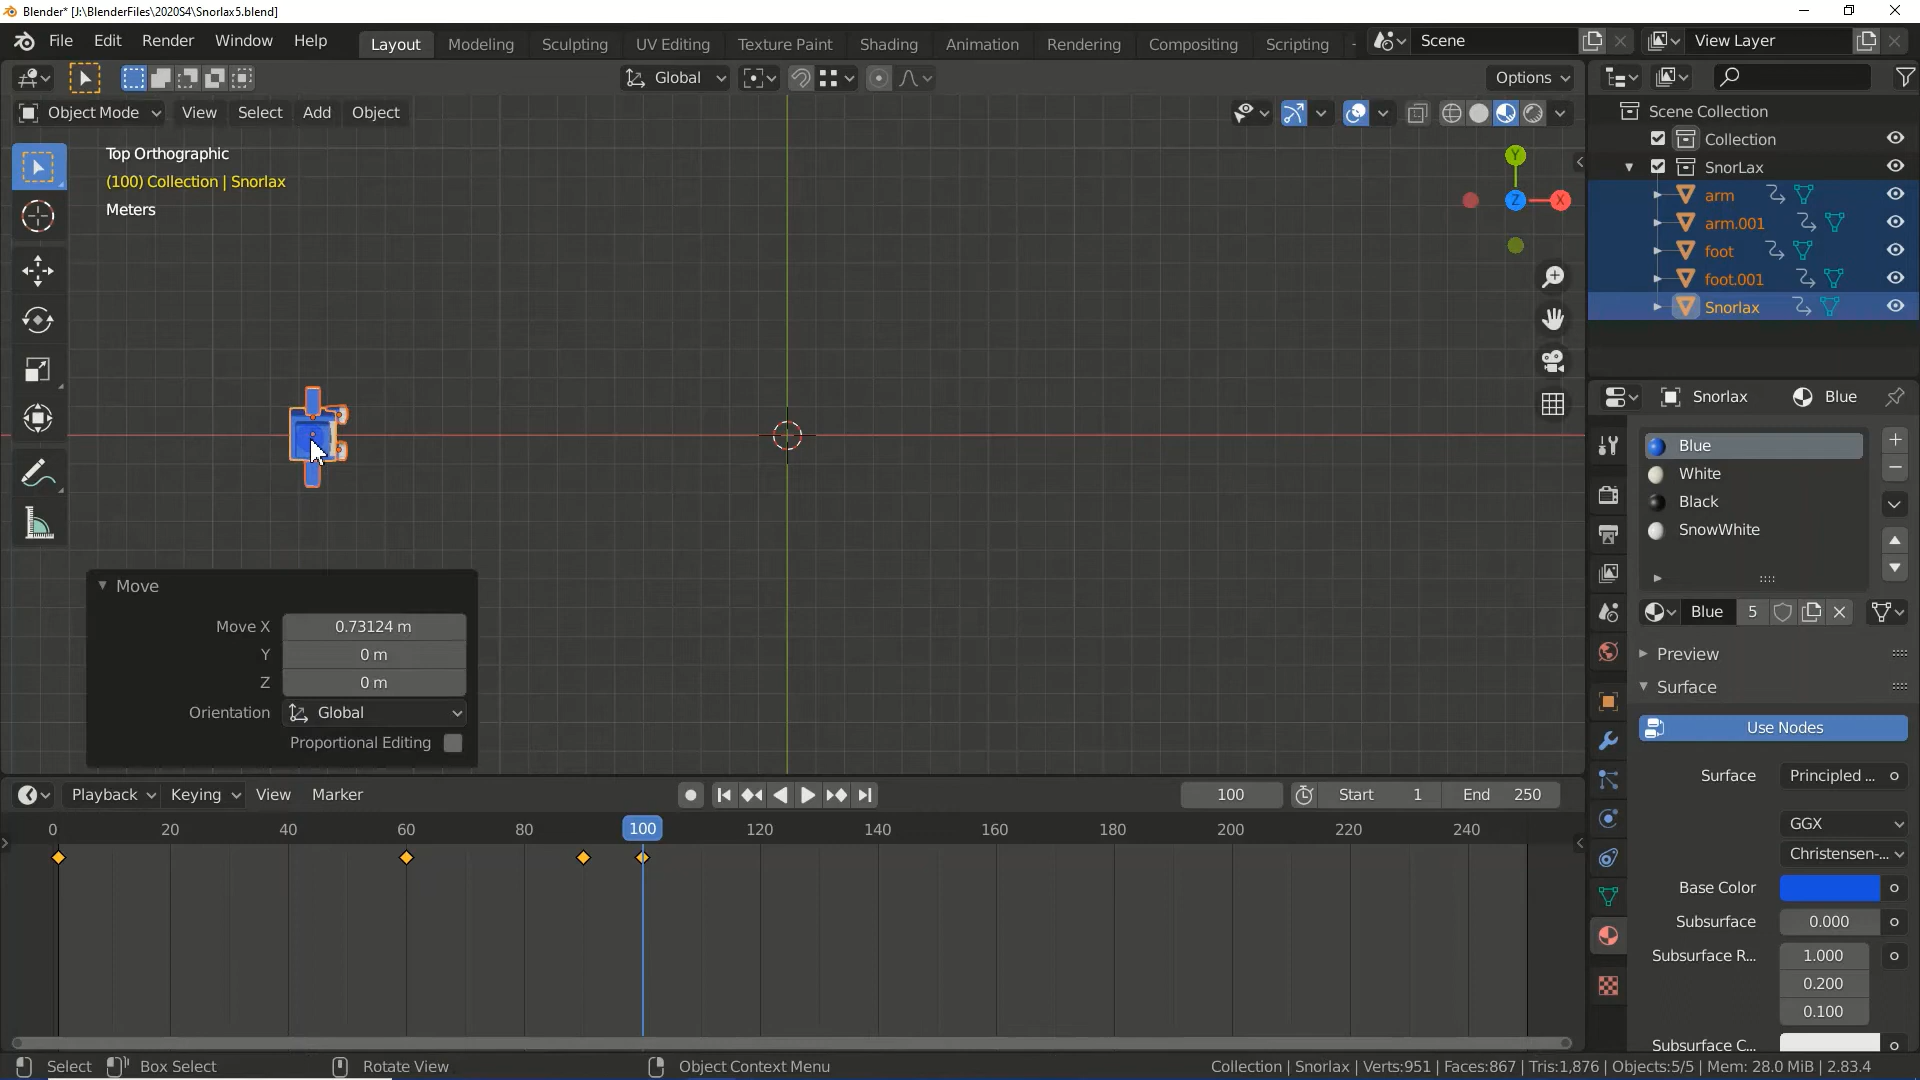 Blender* [J:\BlenderFiles\2020S4\Snorlax5.blend]
File Edit Render Window Help Layout Modeling Sculpting UV Editing Texture Paint Shading Animation Rendering Compositing Scripting Scene View Layer
Global Options
Object Mode View Select Add Object
Top Orthographic
(100) Collection | Snorlax
Meters
Y
Z
X
Scene Collection
Collection
SnorLax
arm
arm.001
foot
foot.001
Snorlax
Snorlax Blue
Blue
White
Black
SnowWhite
Blue 5
Preview
Surface
Use Nodes
Surface Principled ...
GGX
Christensen-...
Base Color
Subsurface 0.000
Subsurface R... 1.000
0.200
0.100
Subsurface C...
Move
Move X 0.73124 m
Y 0 m
Z 0 m
Orientation Global
Proportional Editing
Playback Keying View Marker 100 Start 1 End 250
0 20 40 60 80 100 120 140 160 180 200 220 240
Select Box Select Rotate View Object Context Menu Collection | Snorlax | Verts:951 | Faces:867 | Tris:1,876 | Objects:5/5 | Mem: 28.0 MiB | 2.83.4